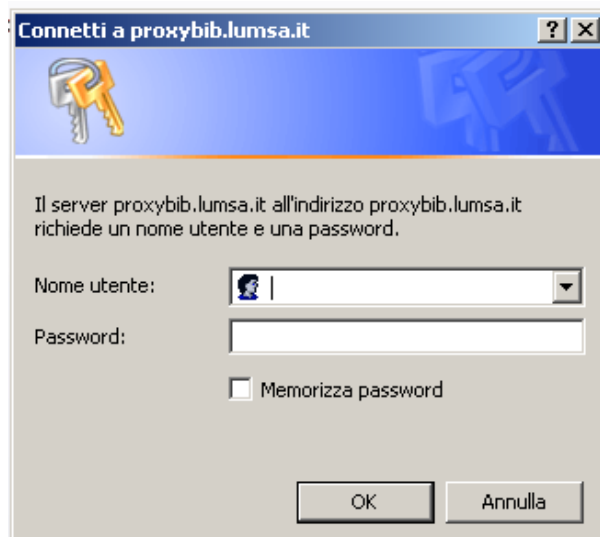 Connetti a proxybib.lumsa.it
Il server proxybib.lumsa.it all'indirizzo proxybib.lumsa.it
richiede un nome utente e una password.
Nome utente:
Password:
Memorizza password
OK Annulla